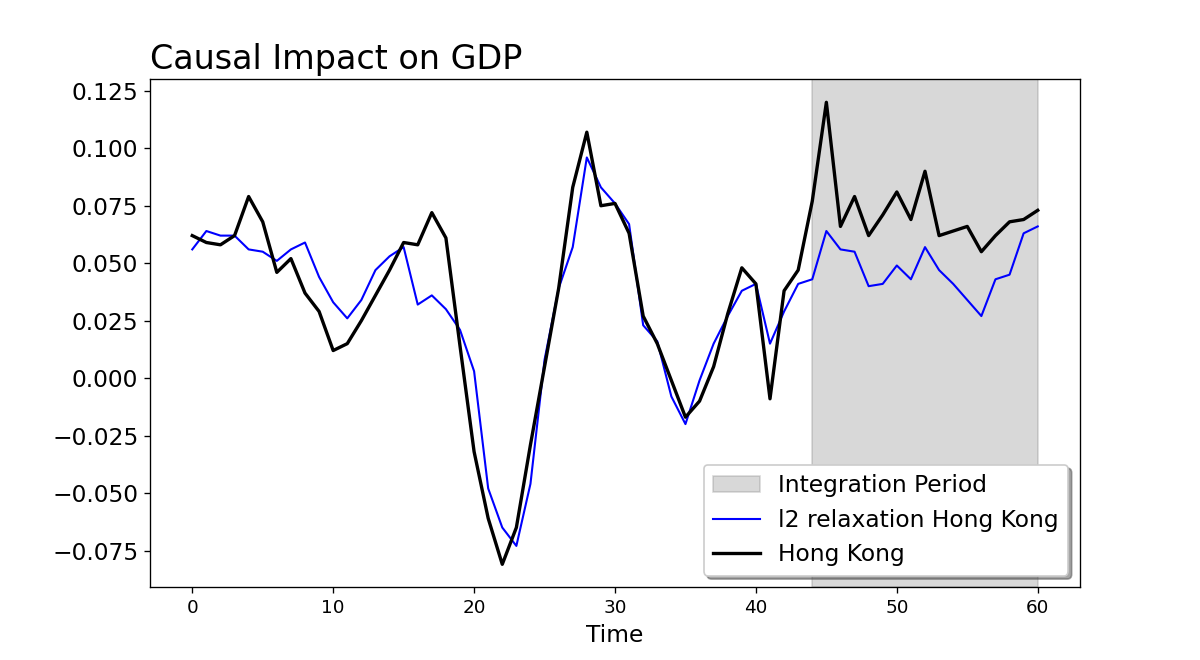 Causal Impact on GDP
0.125
0.100
0.075
0.050
0.025
0.000
−0.025
−0.050
−0.075
Integration Period
l2 relaxation Hong Kong
Hong Kong
0 10 20 30 40 50 60
Time